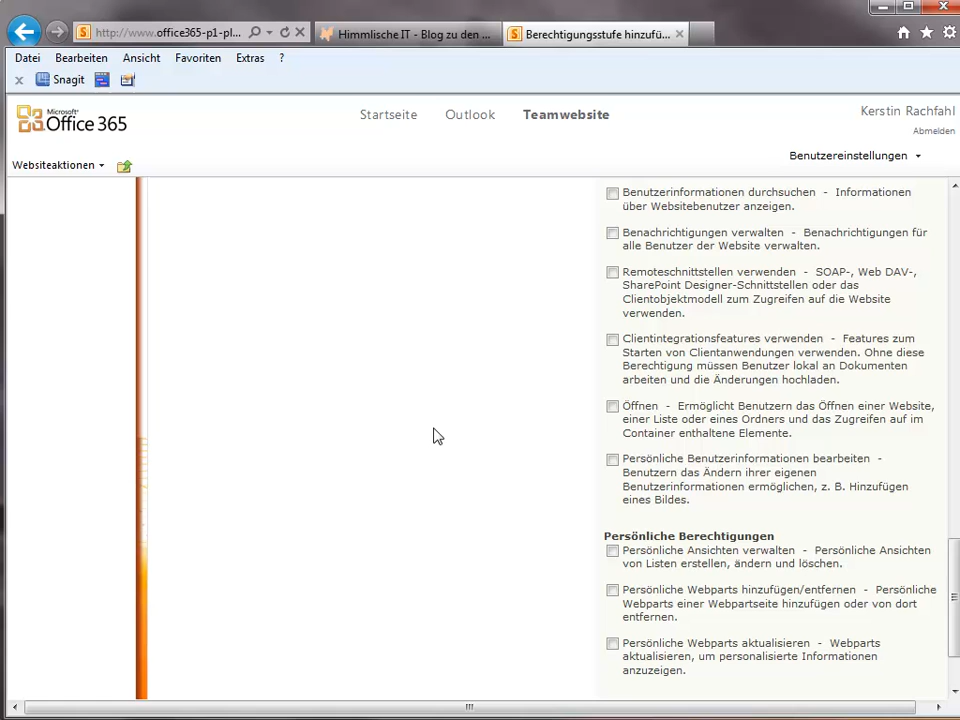 http://www.office365-p1-pl...
Himmlische IT - Blog zu den ...
Berechtigungsstufe hinzufü...
Datei Bearbeiten Ansicht Favoriten Extras ?
Snagit
Microsoft
Office 365
Startseite Outlook Teamwebsite
Kerstin Rachfahl
Abmelden
Websiteaktionen
Benutzereinstellungen
Benutzerinformationen durchsuchen - Informationen
über Websitebenutzer anzeigen.
Benachrichtigungen verwalten - Benachrichtigungen für
alle Benutzer der Website verwalten.
Remoteschnittstellen verwenden - SOAP-, Web DAV-,
SharePoint Designer-Schnittstellen oder das
Clientobjektmodell zum Zugreifen auf die Website
verwenden.
Clientintegrationsfeatures verwenden - Features zum
Starten von Clientanwendungen verwenden. Ohne diese
Berechtigung müssen Benutzer lokal an Dokumenten
arbeiten und die Änderungen hochladen.
Öffnen - Ermöglicht Benutzern das Öffnen einer Website,
einer Liste oder eines Ordners und das Zugreifen auf im
Container enthaltene Elemente.
Persönliche Benutzerinformationen bearbeiten -
Benutzern das Ändern ihrer eigenen
Benutzerinformationen ermöglichen, z. B. Hinzufügen
eines Bildes.
Persönliche Berechtigungen
Persönliche Ansichten verwalten - Persönliche Ansichten
von Listen erstellen, ändern und löschen.
Persönliche Webparts hinzufügen/entfernen - Persönliche
Webparts einer Webpartseite hinzufügen oder von dort
entfernen.
Persönliche Webparts aktualisieren - Webparts
aktualisieren, um personalisierte Informationen
anzuzeigen.